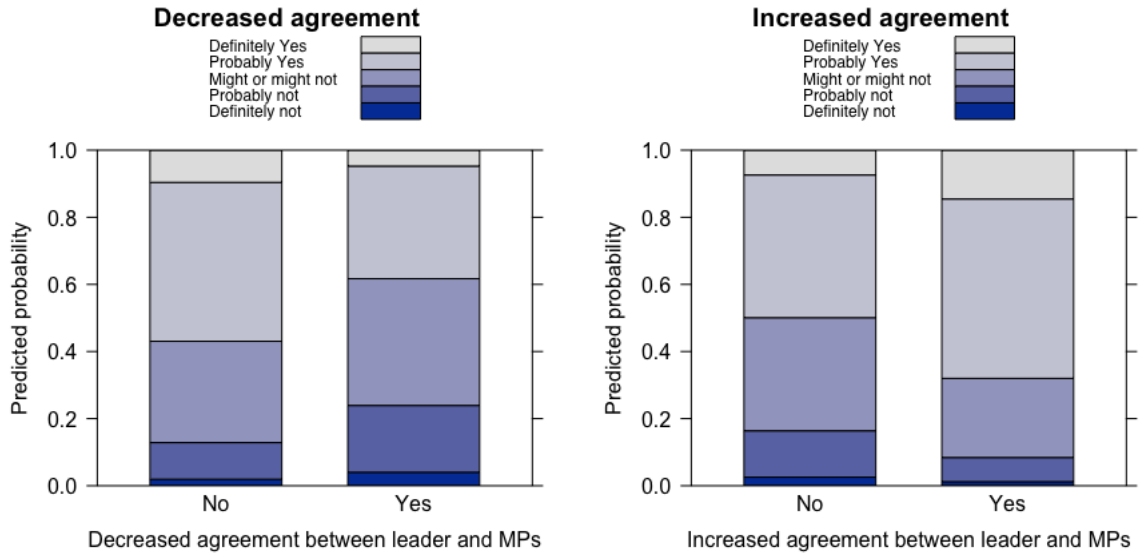 Decreased agreement
Definitely Yes
Probably Yes
Might or might not
Probably not
Definitely not
1.0
0.8
0.6
0.4
0.2
0.0
Predicted probability
No Yes
Decreased agreement between leader and MPs
Increased agreement
Definitely Yes
Probably Yes
Might or might not
Probably not
Definitely not
1.0
0.8
0.6
0.4
0.2
0.0
Predicted probability
No Yes
Increased agreement between leader and MPs